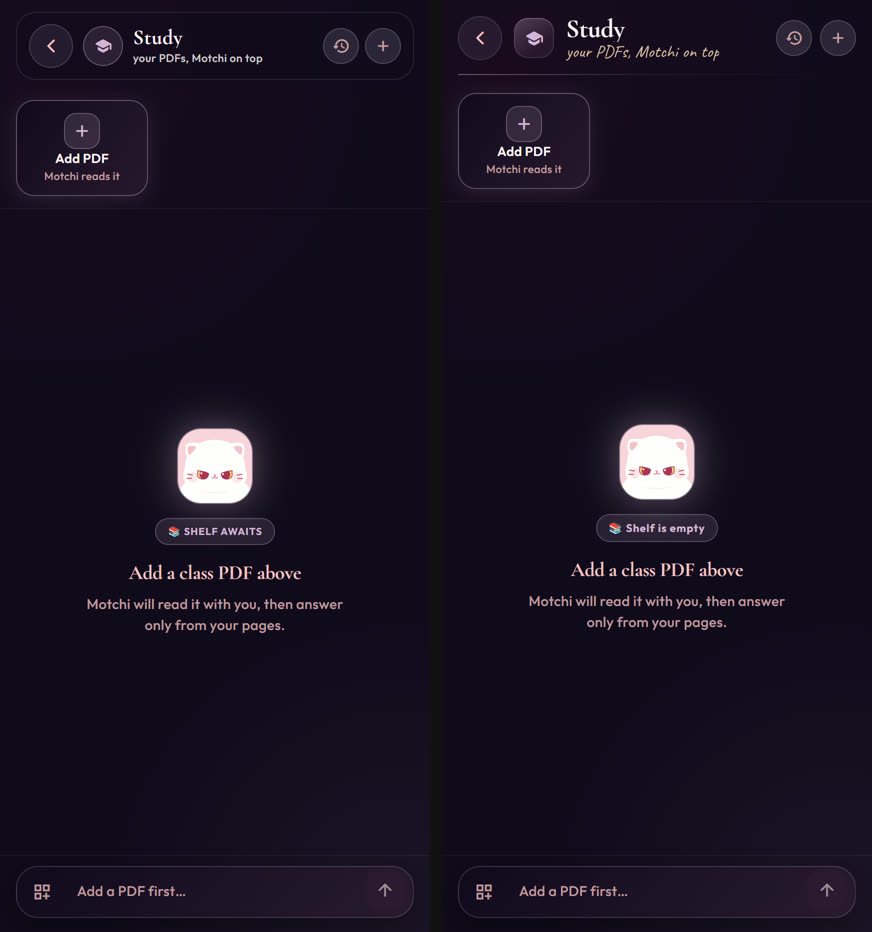 Study
your PDFs, Motchi on top
Add PDF
Motchi reads it
📚 SHELF AWAITS
Add a class PDF above
Motchi will read it with you, then answer
only from your pages.
Add a PDF first...
Study
your PDFs, Motchi on top
Add PDF
Motchi reads it
📚 Shelf is empty
Add a class PDF above
Motchi will read it with you, then answer
only from your pages.
Add a PDF first...